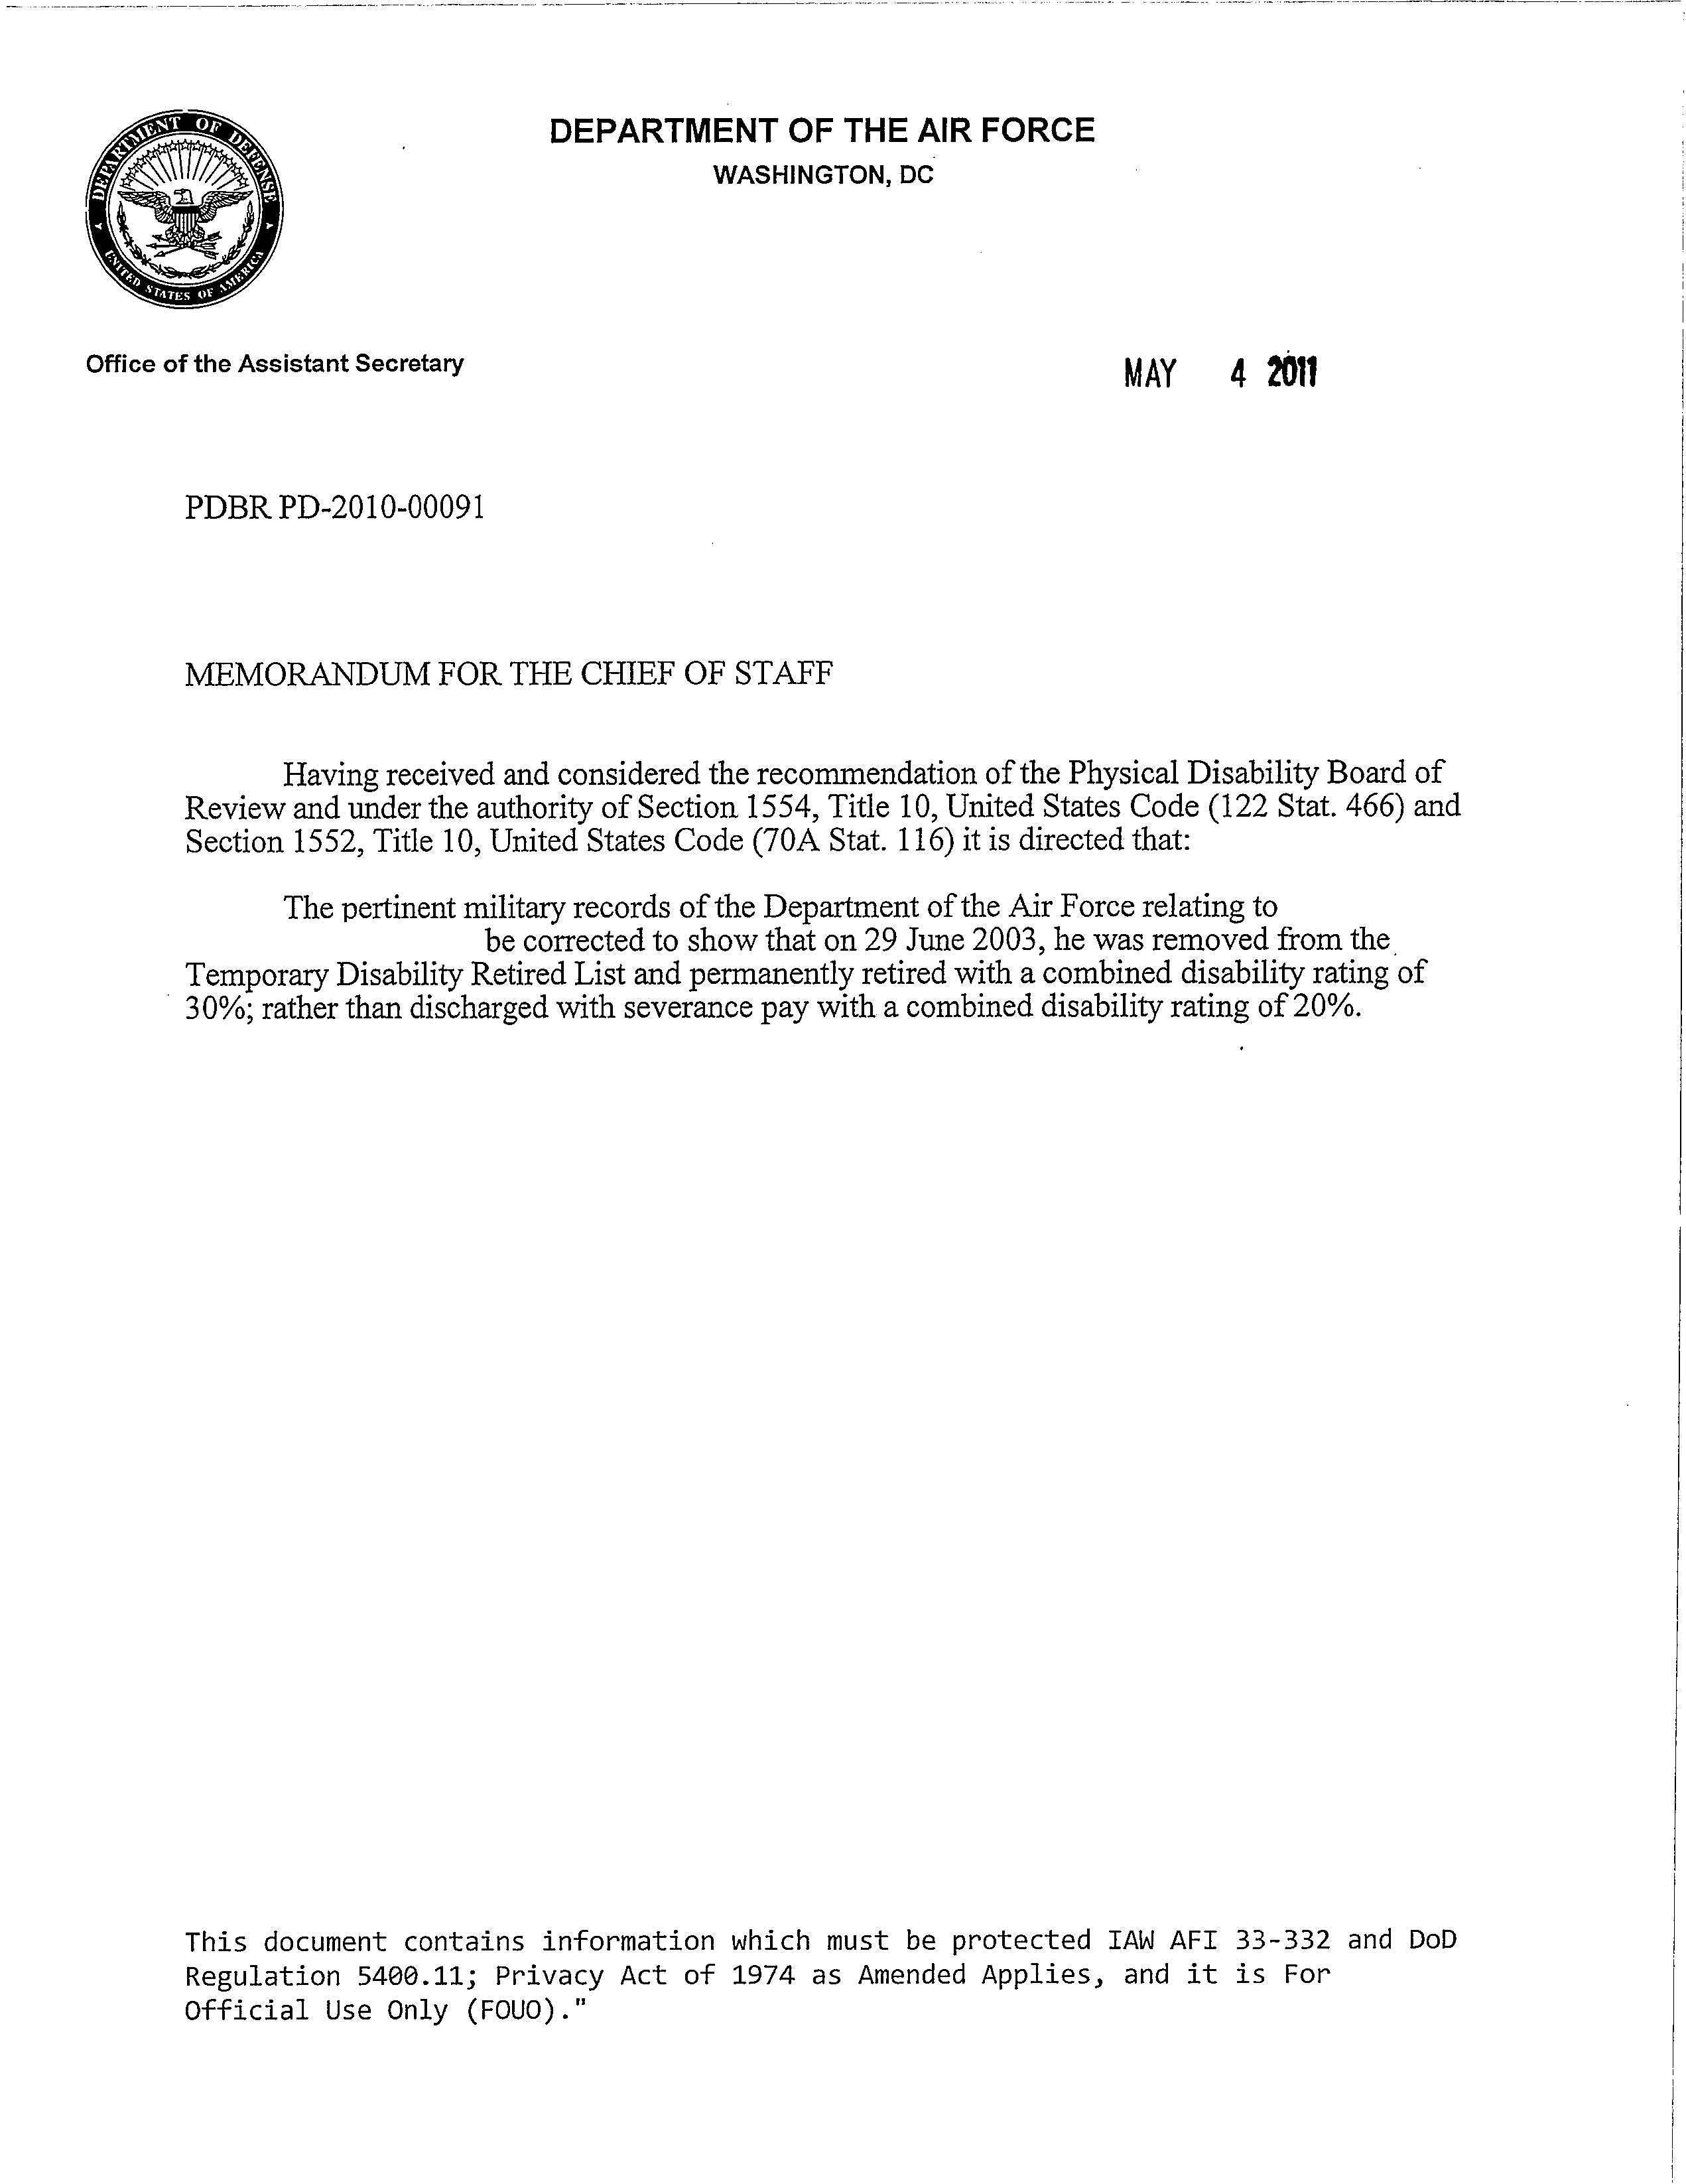 DEPARTMENT OF DEFENSE
UNITED STATES OF AMERICA
DEPARTMENT OF THE AIR FORCE
WASHINGTON, DC
Office of the Assistant Secretary
MAY 4 2011
PDBR PD-2010-00091
MEMORANDUM FOR THE CHIEF OF STAFF
Having received and considered the recommendation of the Physical Disability Board of
Review and under the authority of Section 1554, Title 10, United States Code (122 Stat. 466) and
Section 1552, Title 10, United States Code (70A Stat. 116) it is directed that:
The pertinent military records of the Department of the Air Force relating to
be corrected to show that on 29 June 2003, he was removed from the
Temporary Disability Retired List and permanently retired with a combined disability rating of
30%; rather than discharged with severance pay with a combined disability rating of 20%.
This document contains information which must be protected IAW AFI 33-332 and DoD
Regulation 5400.11; Privacy Act of 1974 as Amended Applies, and it is For
Official Use Only (FOUO)."